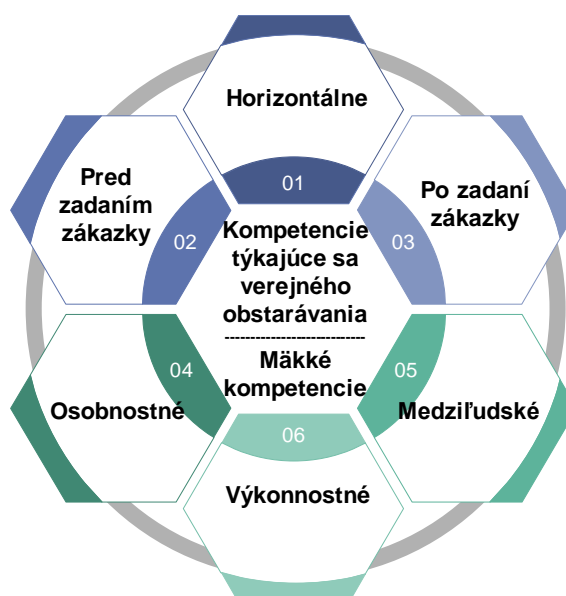 Horizontálne
01
Pred
zadaním
zákazky
02
Po zadaní
zákazky
03
Kompetencie
týkajúce sa
verejného
obstarávania
----------------------------
Mäkké
kompetencie
04
Osobnostné
05
Medziľudské
06
Výkonnostné